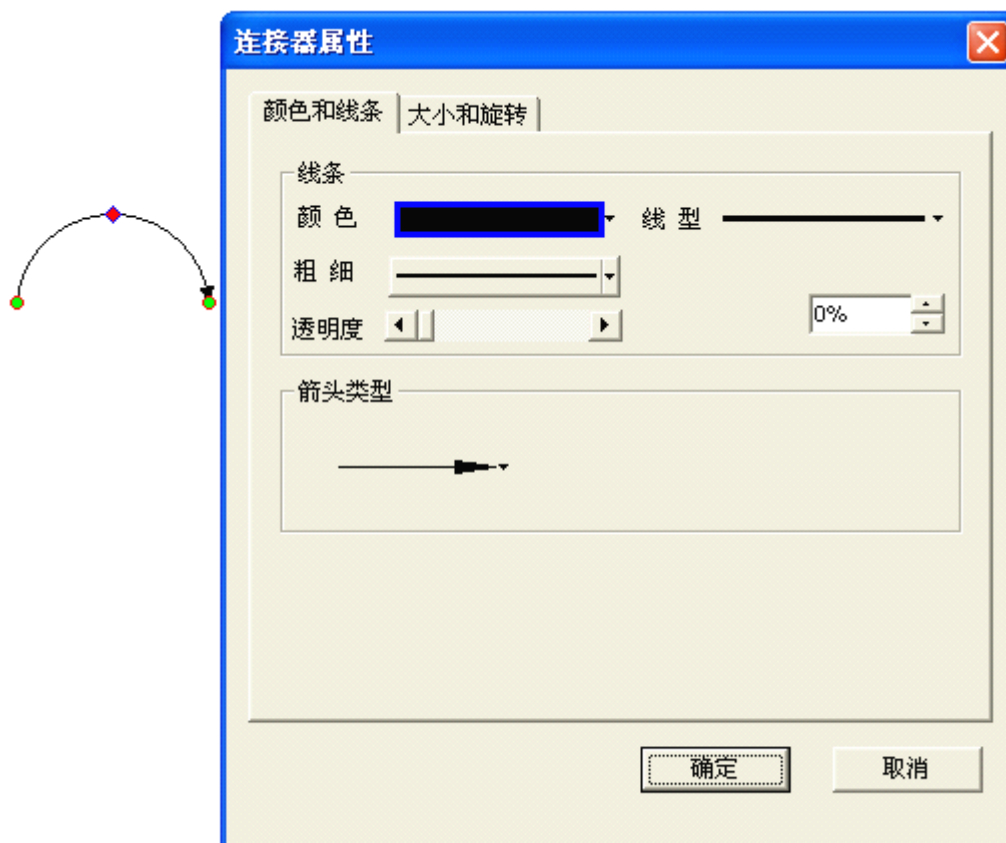 连接器属性
颜色和线条 大小和旋转
线条
颜 色 线 型
粗 细
透明度 0%
箭头类型
确定 取消